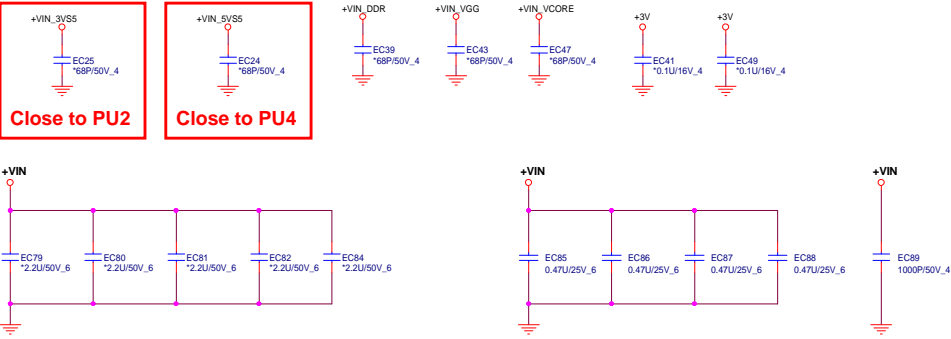 +VIN_3VS5
EC25
*68P/50V_4
Close to PU2
+VIN_5VS5
EC24
*68P/50V_4
Close to PU4
+VIN_DDR
EC39
*68P/50V_4
+VIN_VGG
EC43
*68P/50V_4
+VIN_VCORE
EC47
*68P/50V_4
+3V
EC41
*0.1U/16V_4
+3V
EC49
*0.1U/16V_4
+VIN
EC79
*2.2U/50V_6
EC80
*2.2U/50V_6
EC81
*2.2U/50V_6
EC82
*2.2U/50V_6
EC84
*2.2U/50V_6
+VIN
EC85
0.47U/25V_6
EC86
0.47U/25V_6
EC87
0.47U/25V_6
EC88
0.47U/25V_6
+VIN
EC89
1000P/50V_4